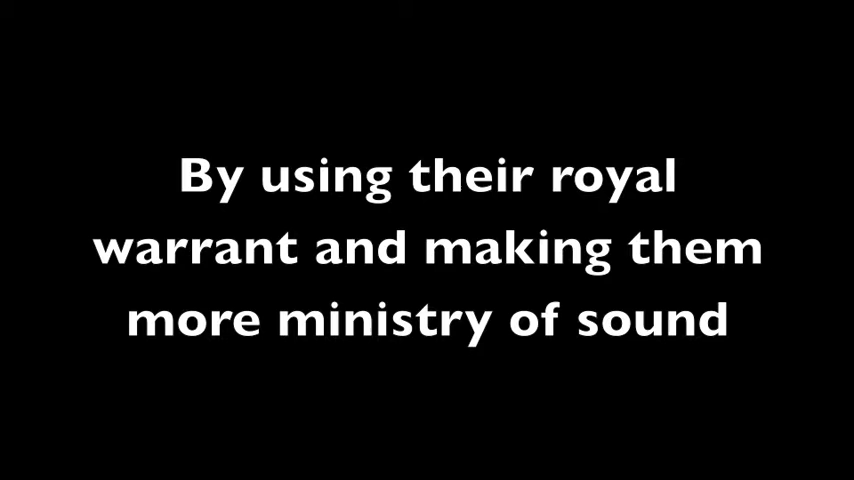 By using their royal
warrant and making them
more ministry of sound